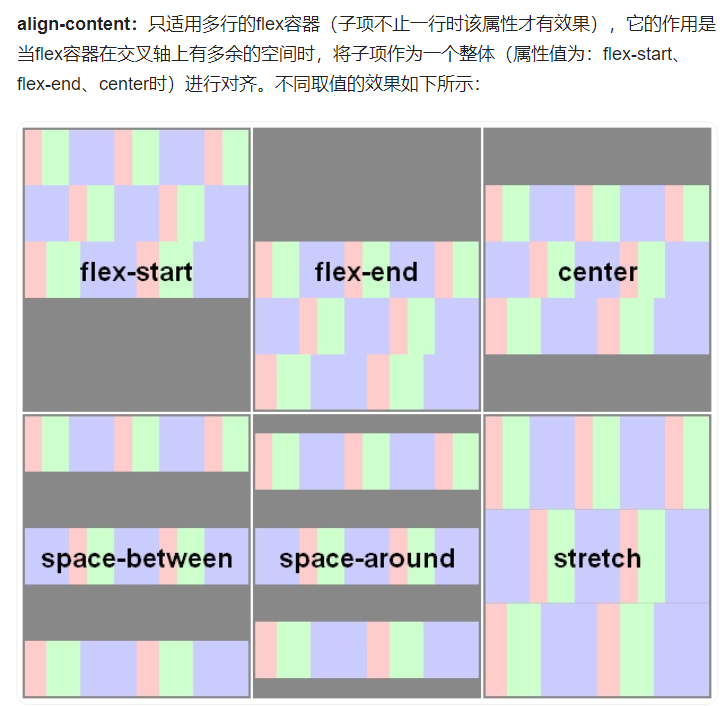 align-content：只适用多行的flex容器（子项不止一行时该属性才有效果），它的作用是
当flex容器在交叉轴上有多余的空间时，将子项作为一个整体（属性值为：flex-start、
flex-end、center时）进行对齐。不同取值的效果如下所示：
flex-start
flex-end
center
space-between
space-around
stretch